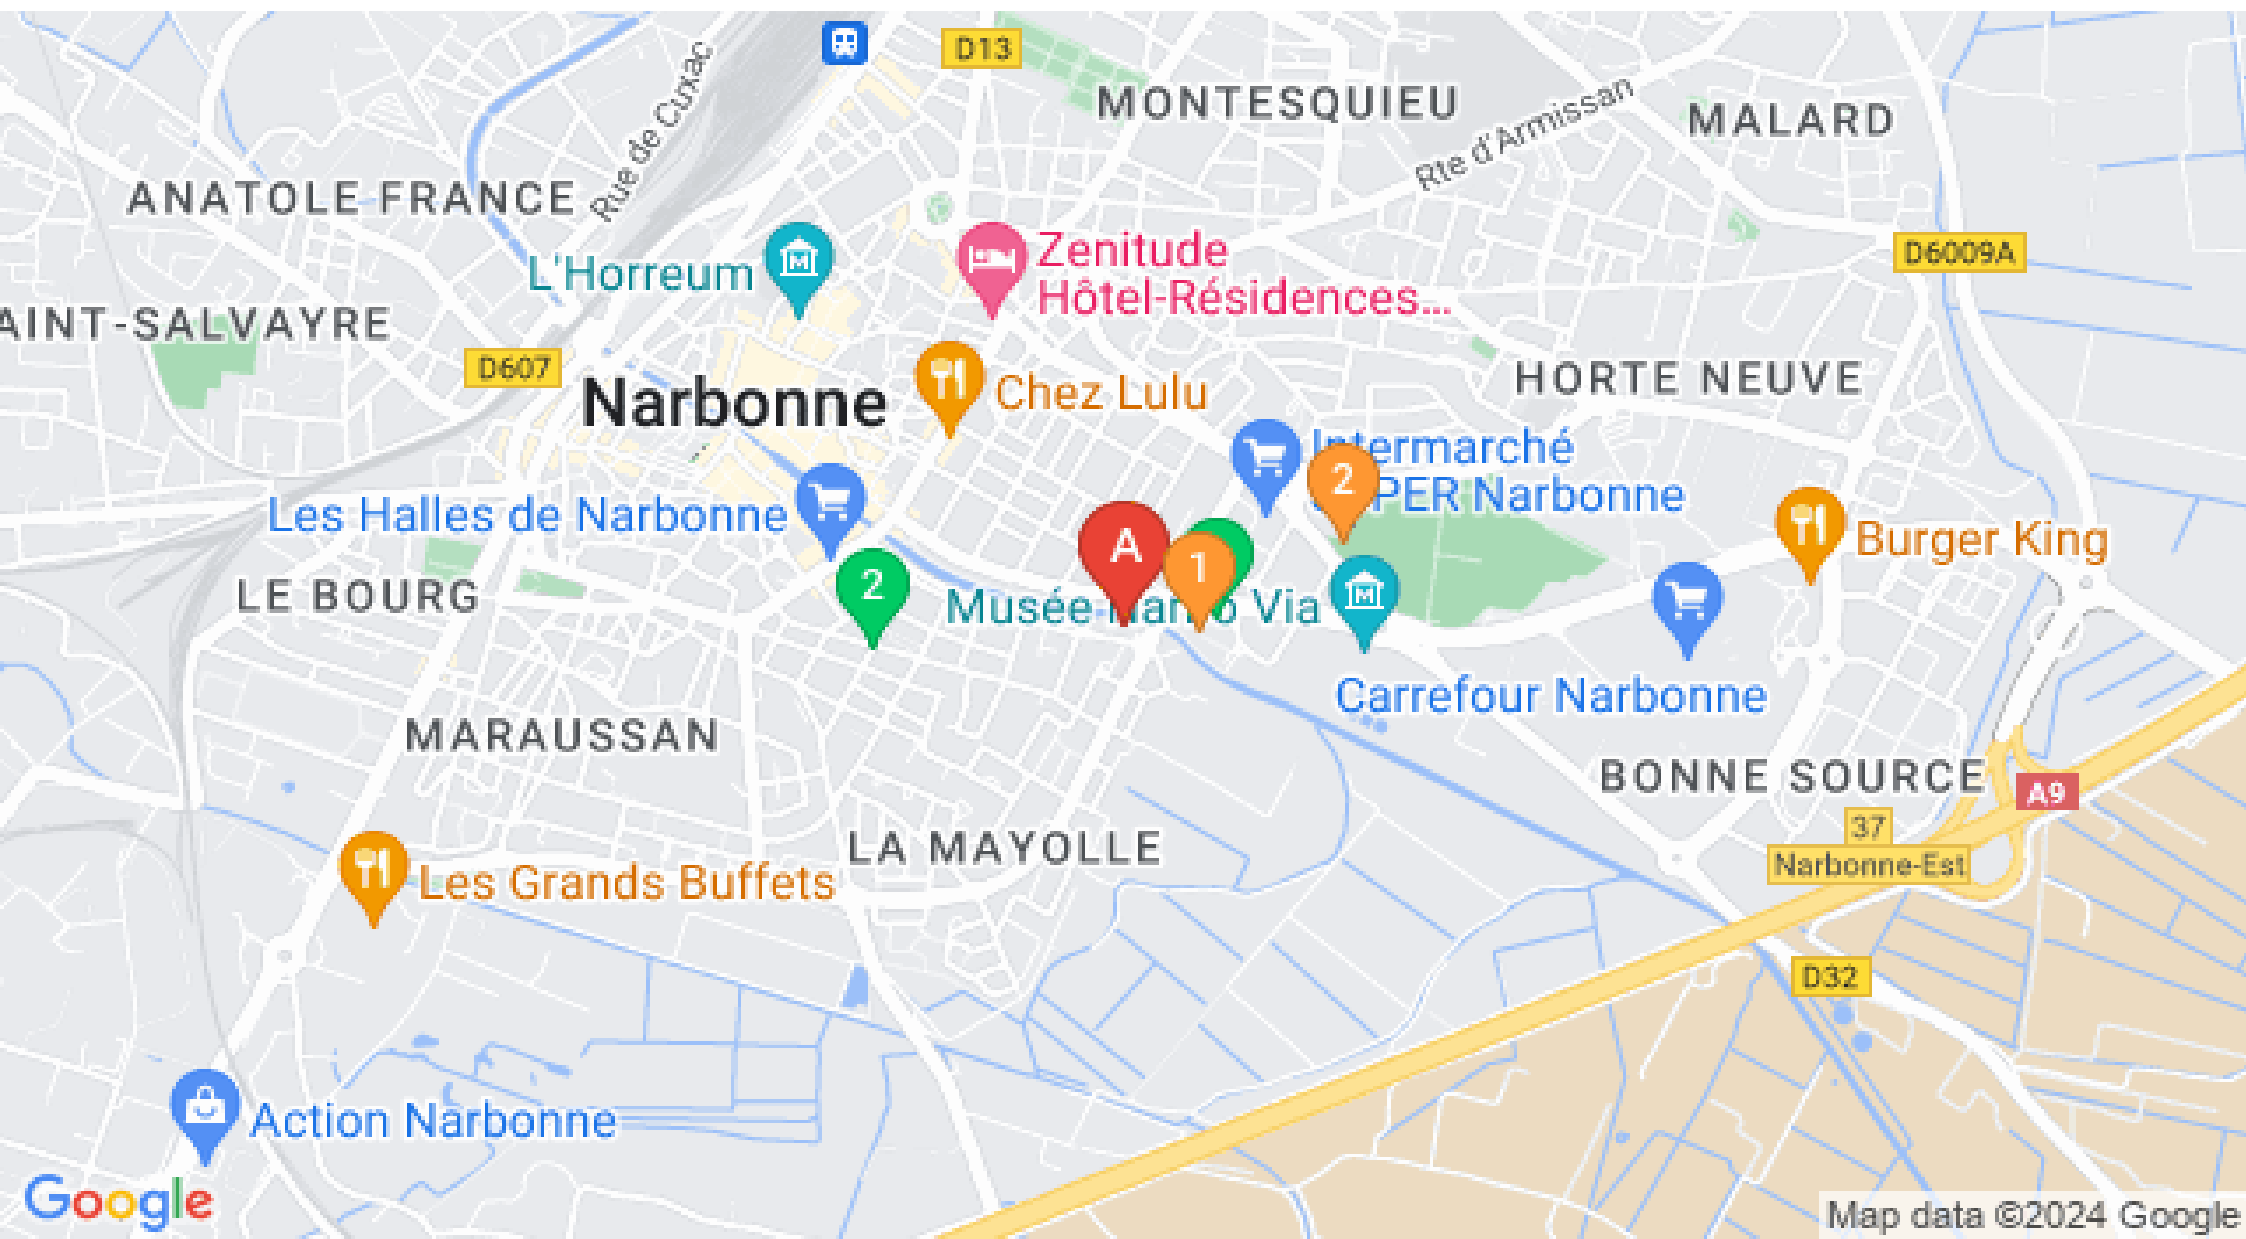 D13
MONTESQUIEU
MALARD
Rue de Cuxac
Rte d'Armissan
ANATOLE FRANCE
L'Horreum
Zenitude
Hôtel-Résidences...
D6009A
AINT-SALVAYRE
D607
Narbonne
Chez Lulu
HORTE NEUVE
Intermarché
PER Narbonne
2
Les Halles de Narbonne
A
1
Burger King
2
LE BOURG
Musée Via
Carrefour Narbonne
MARAUSSAN
BONNE SOURCE
A9
37
Narbonne-Est
LA MAYOLLE
Les Grands Buffets
D32
Action Narbonne
Google
Map data ©2024 Google